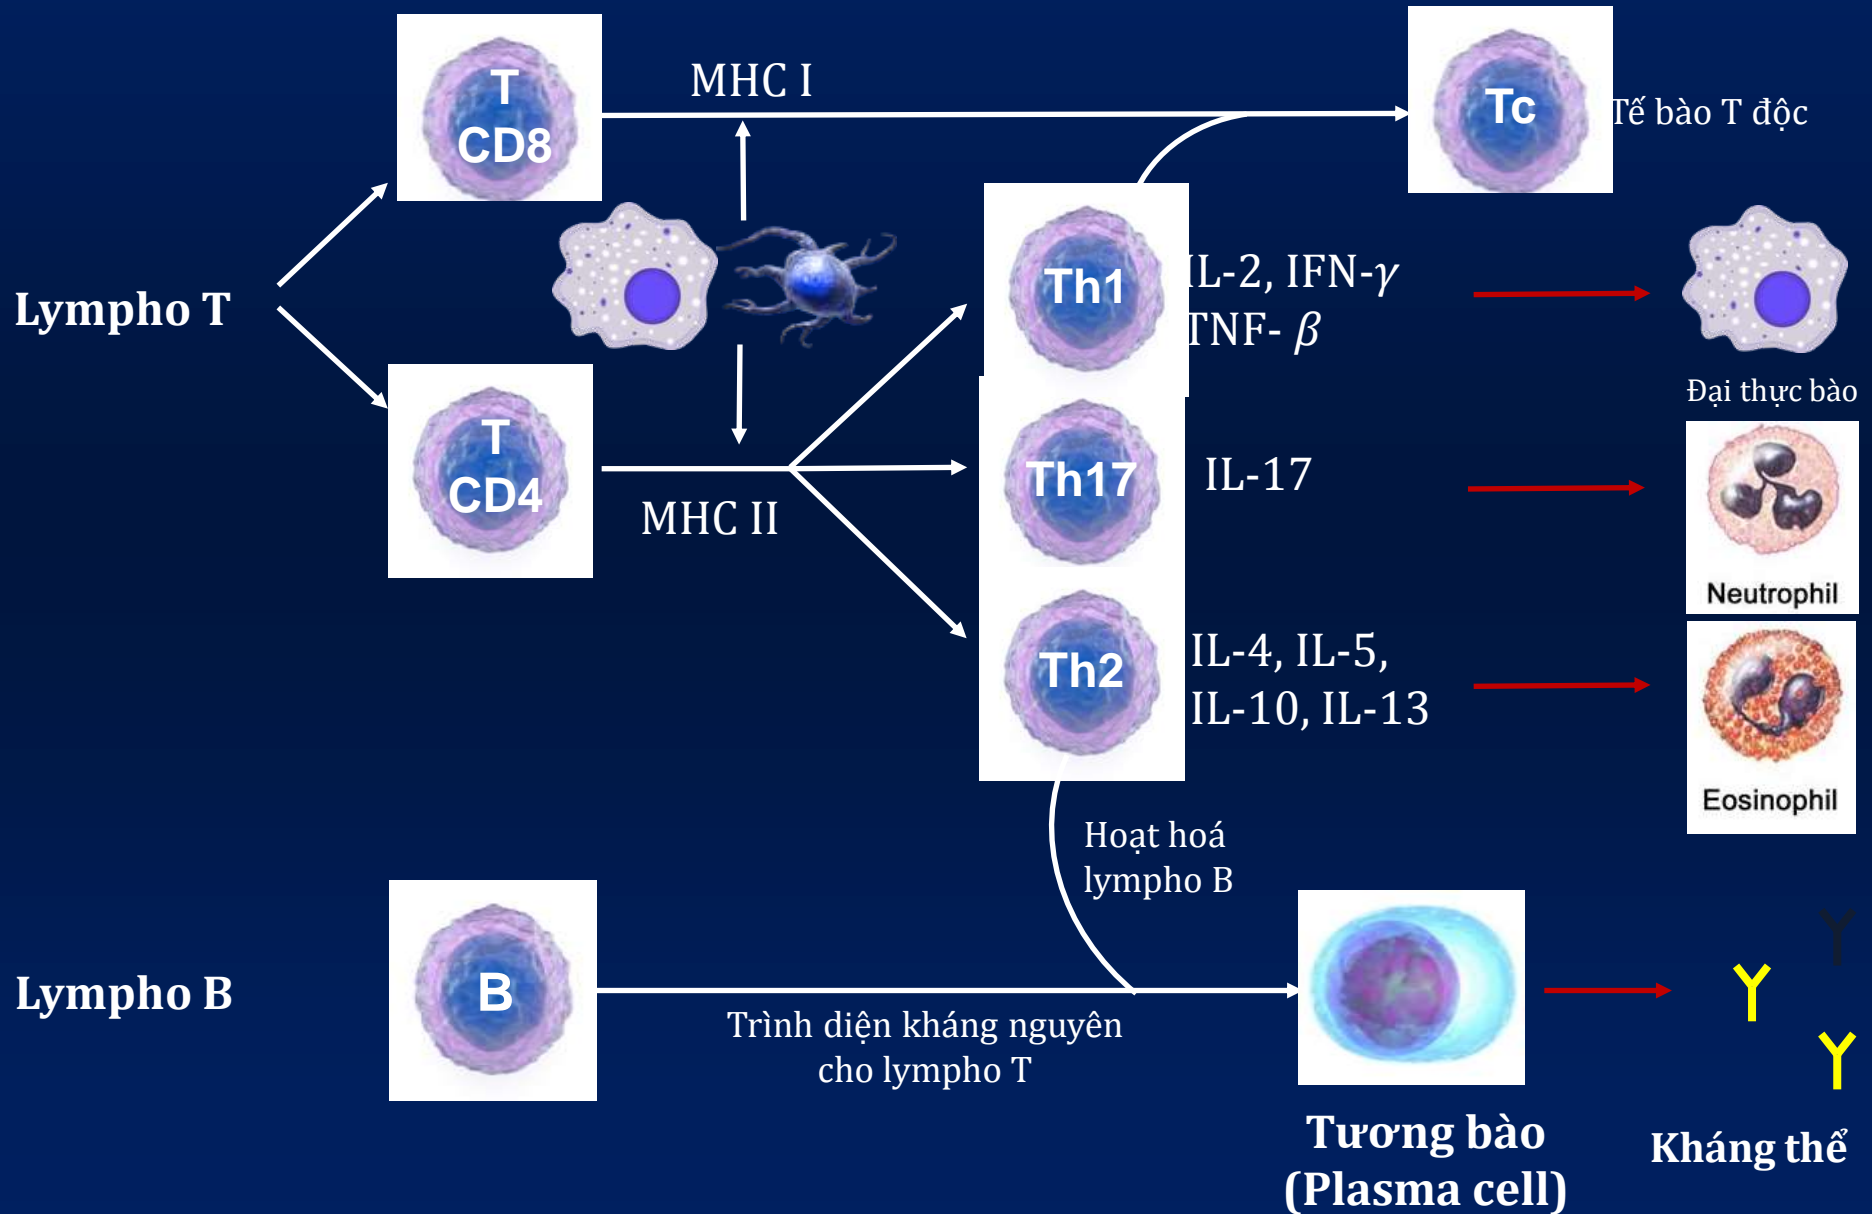 T
CD8
MHC I
Tc
Tế bào T độc
Lympho T
Th1
IL-2, IFN-γ
TNF- β
Đại thực bào
T
CD4
MHC II
Th17
IL-17
Neutrophil
Th2
IL-4, IL-5,
IL-10, IL-13
Eosinophil
Hoạt hoá
lympho B
Lympho B
B
Trình diện kháng nguyên
cho lympho T
Tương bào
(Plasma cell)
Kháng thể